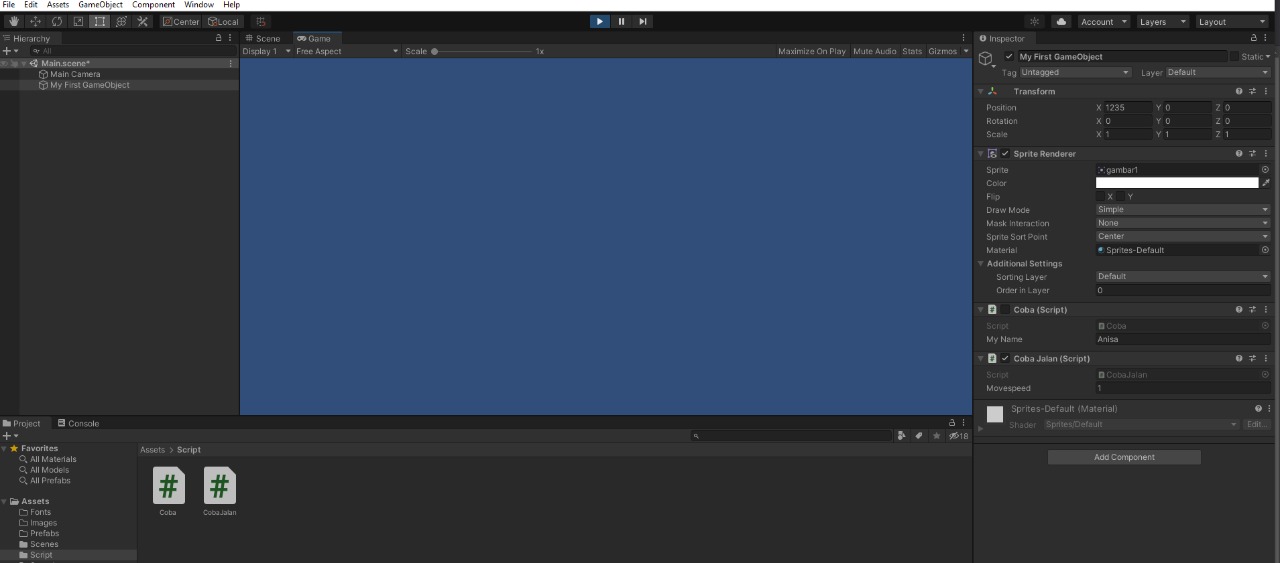 File Edit Assets GameObject Component Window Help
Center Local Account Layers Layout
Hierarchy
All
Main.scene*
Main Camera
My First GameObject
Scene Game
Display 1 Free Aspect Scale 1x Maximize On Play Mute Audio Stats Gizmos
Inspector
My First GameObject Static
Tag Untagged Layer Default
Transform
Position X 1235 Y 0 Z 0
Rotation X 0 Y 0 Z 0
Scale X 1 Y 1 Z 1
Sprite Renderer
Sprite gambar1
Color
Flip X Y
Draw Mode Simple
Mask Interaction None
Sprite Sort Point Center
Material Sprites-Default
Additional Settings
Sorting Layer Default
Order in Layer 0
# Coba (Script)
Script Coba
My Name Anisa
# Coba Jalan (Script)
Script CobaJalan
Movespeed 1
Sprites-Default (Material)
Shader Sprites/Default Edit...
Add Component
Project Console
18
Favorites
All Materials
All Models
All Prefabs
Assets
Fonts
Images
Prefabs
Scenes
Script
Assets > Script
# #
Coba CobaJalan